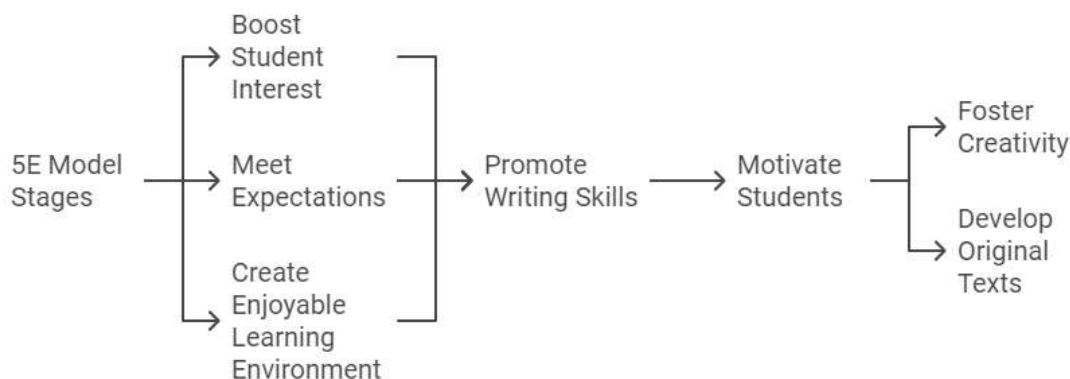 5E Model
Stages
Boost
Student
Interest
Meet
Expectations
Create
Enjoyable
Learning
Environment
Promote
Writing Skills
Motivate
Students
Foster
Creativity
Develop
Original
Texts